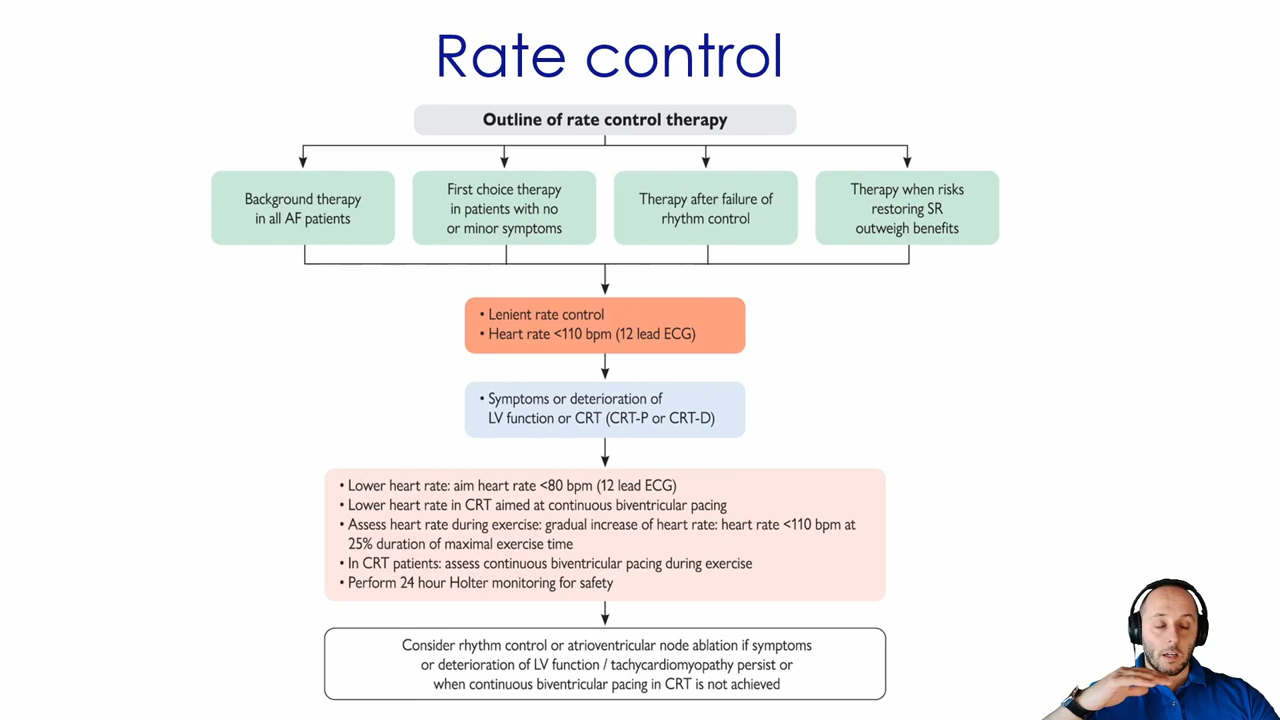 Rate control
Outline of rate control therapy
Background therapy
in all AF patients
First choice therapy
in patients with no
or minor symptoms
Therapy after failure of
rhythm control
Therapy when risks
restoring SR
outweigh benefits
• Lenient rate control
• Heart rate <110 bpm (12 lead ECG)
• Symptoms or deterioration of
LV function or CRT (CRT-P or CRT-D)
• Lower heart rate: aim heart rate <80 bpm (12 lead ECG)
• Lower heart rate in CRT aimed at continuous biventricular pacing
• Assess heart rate during exercise: gradual increase of heart rate: heart rate <110 bpm at
25% duration of maximal exercise time
• In CRT patients: assess continuous biventricular pacing during exercise
• Perform 24 hour Holter monitoring for safety
Consider rhythm control or atrioventricular node ablation if symptoms
or deterioration of LV function / tachycardiomyopathy persist or
when continuous biventricular pacing in CRT is not achieved